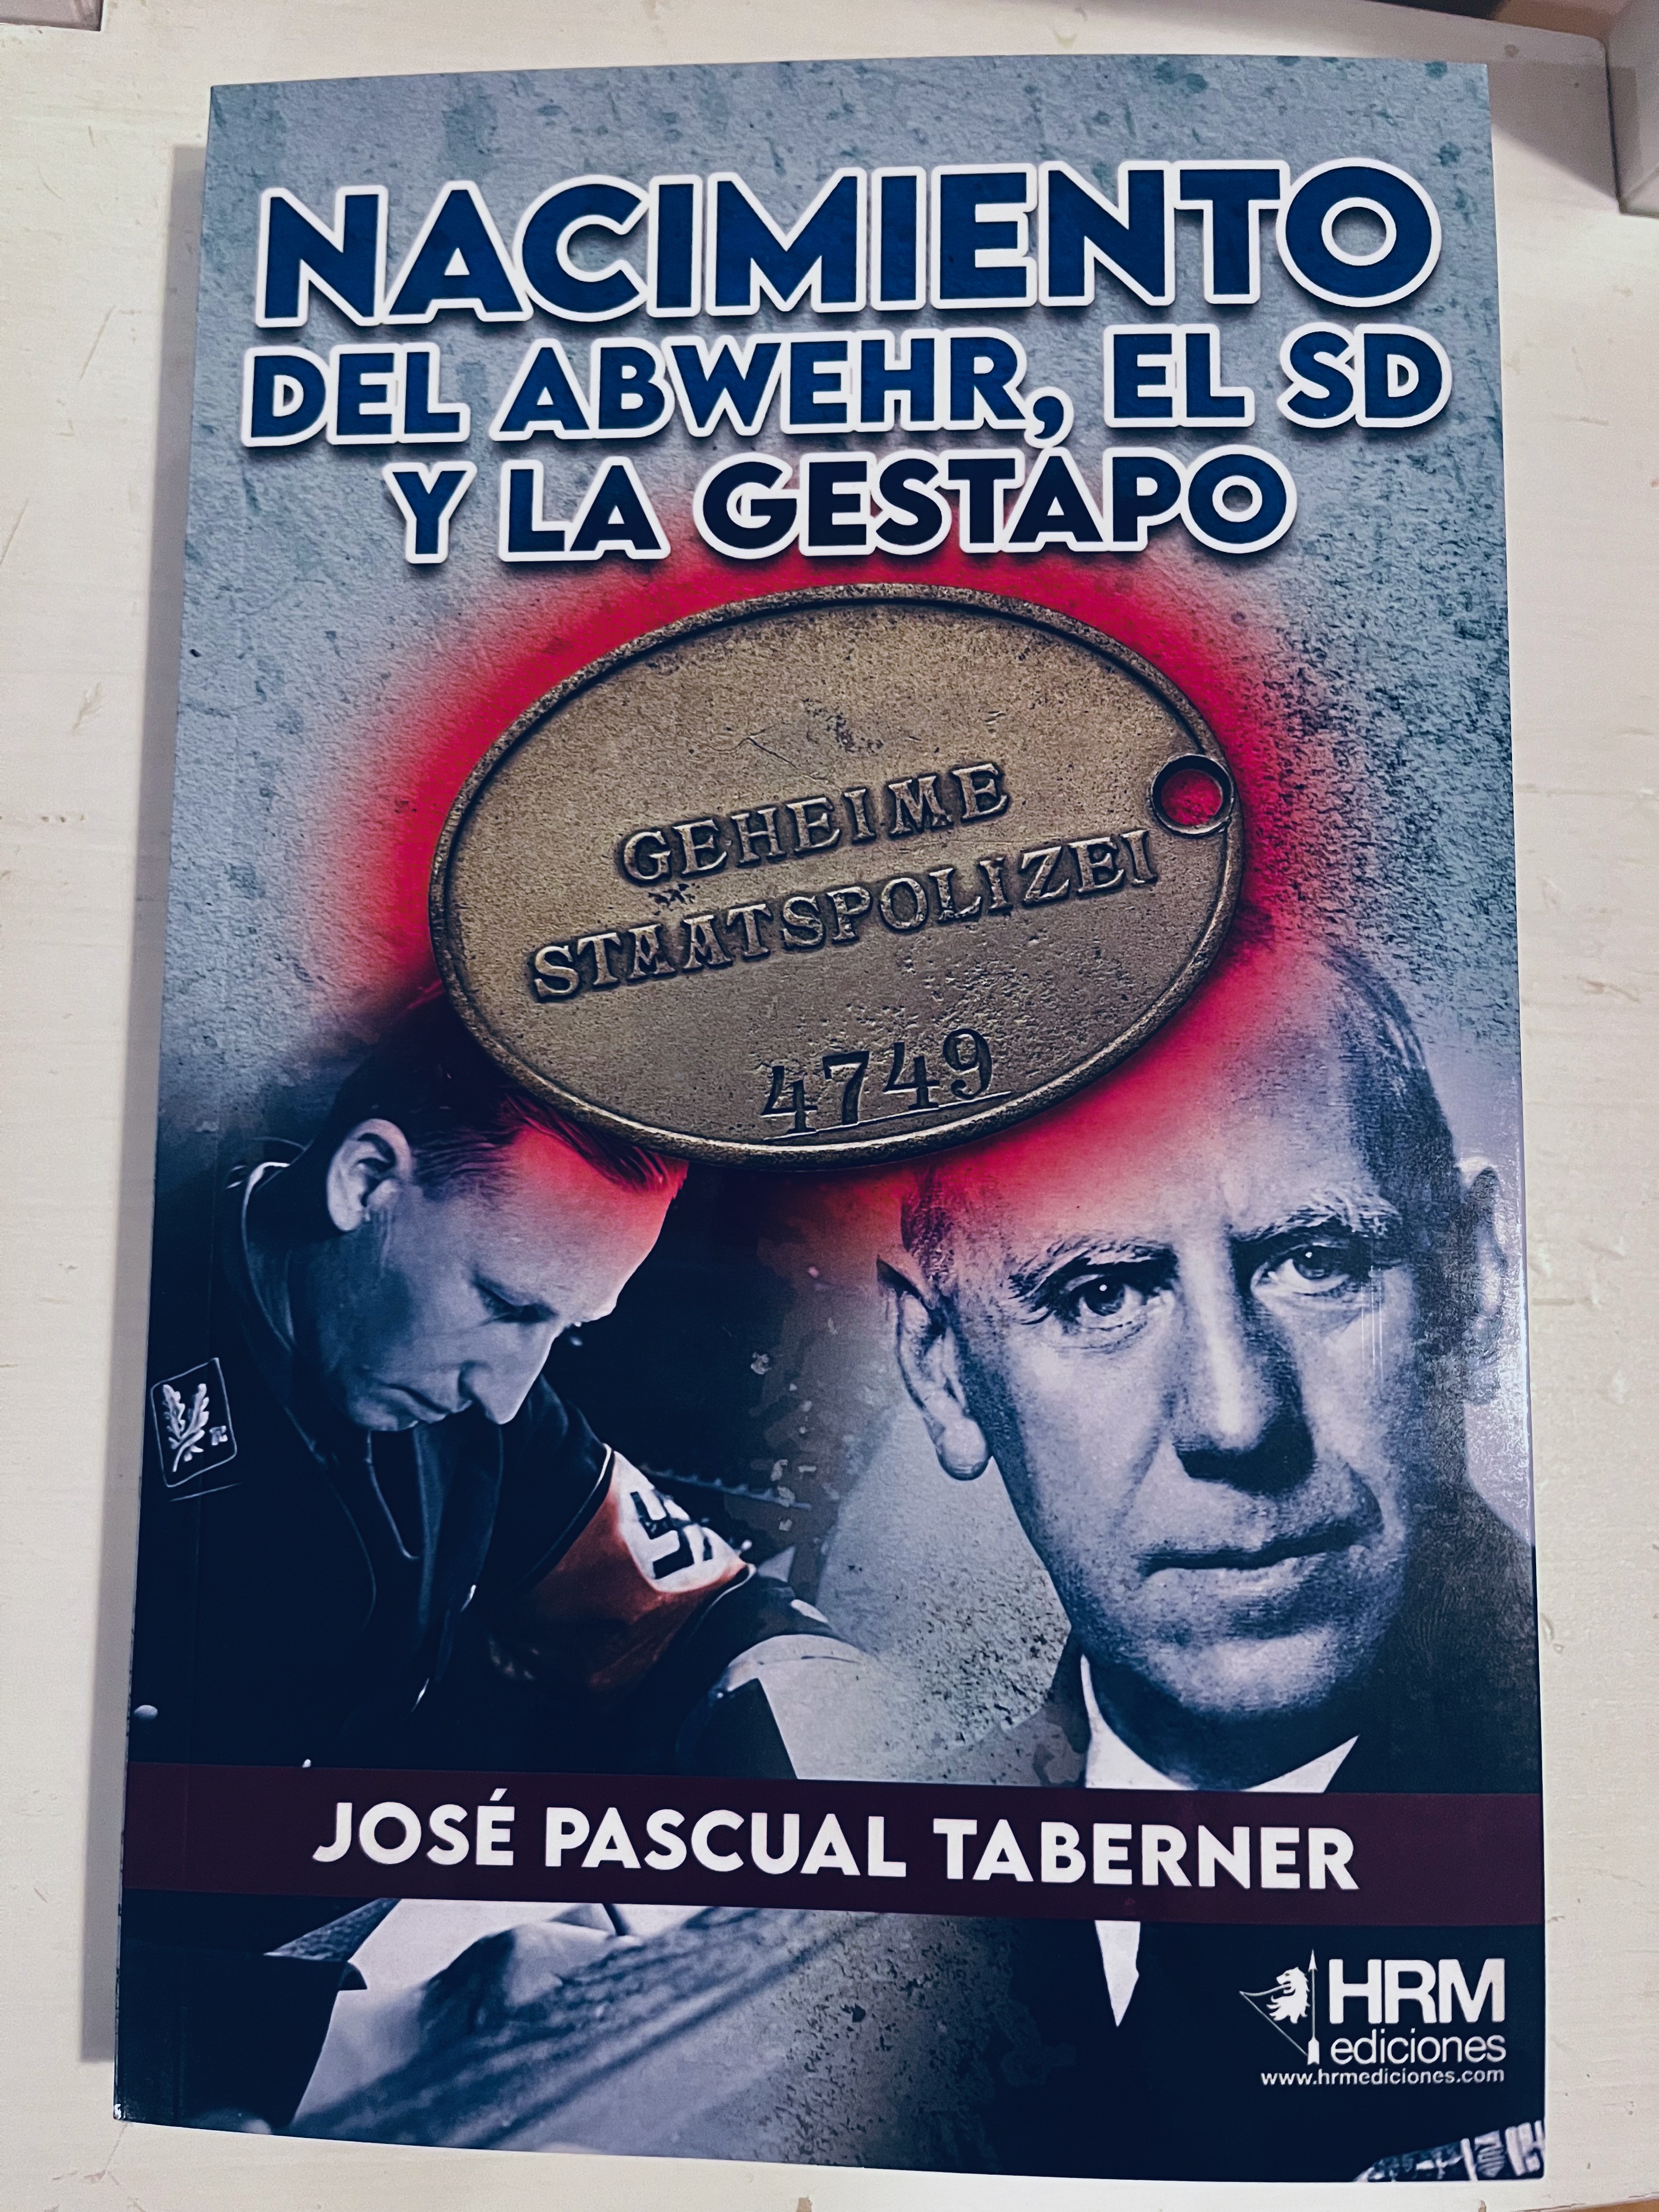 NACIMIENTO
DEL ABWEHR, EL SD
Y LA GESTAPO
GEHEIME
STAATSPOLIZEI
4749
JOSÉ PASCUAL TABERNER
HRM
ediciones
www.hrmediciones.com